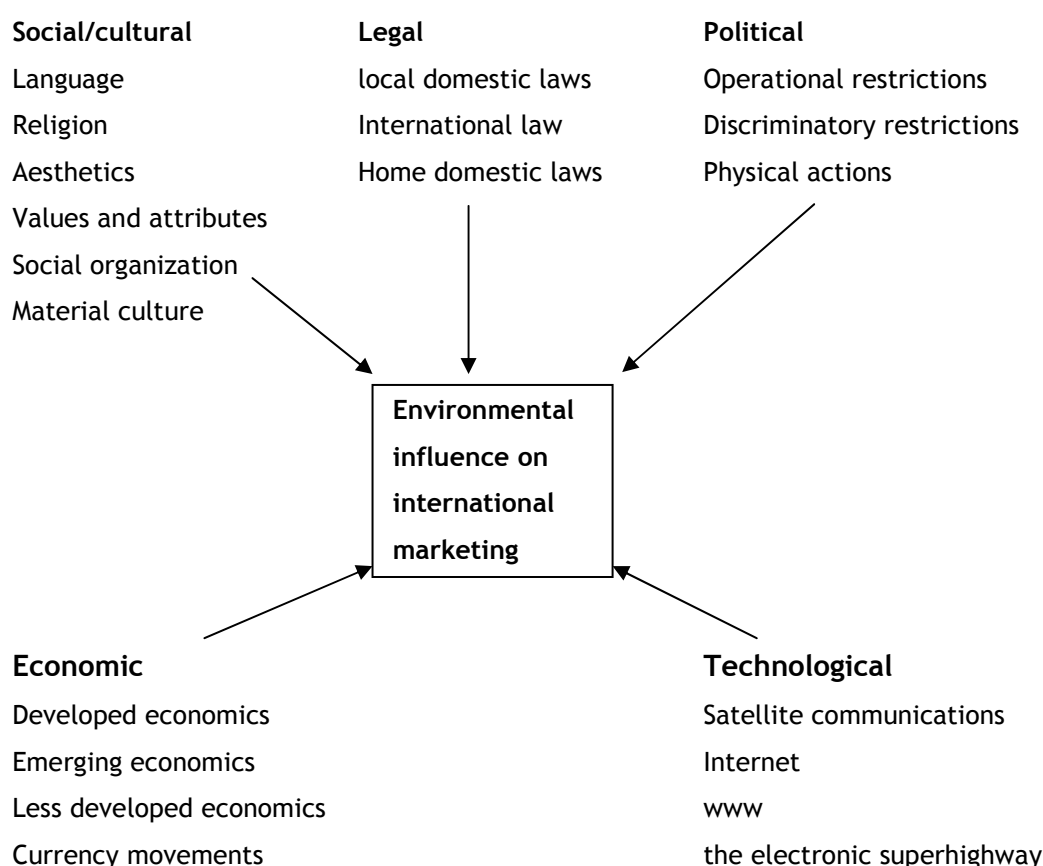 Social/cultural
Language
Religion
Aesthetics
Values and attributes
Social organization
Material culture
Legal
local domestic laws
International law
Home domestic laws
Political
Operational restrictions
Discriminatory restrictions
Physical actions
Environmental
influence on
international
marketing
Economic
Developed economics
Emerging economics
Less developed economics
Currency movements
Technological
Satellite communications
Internet
www
the electronic superhighway